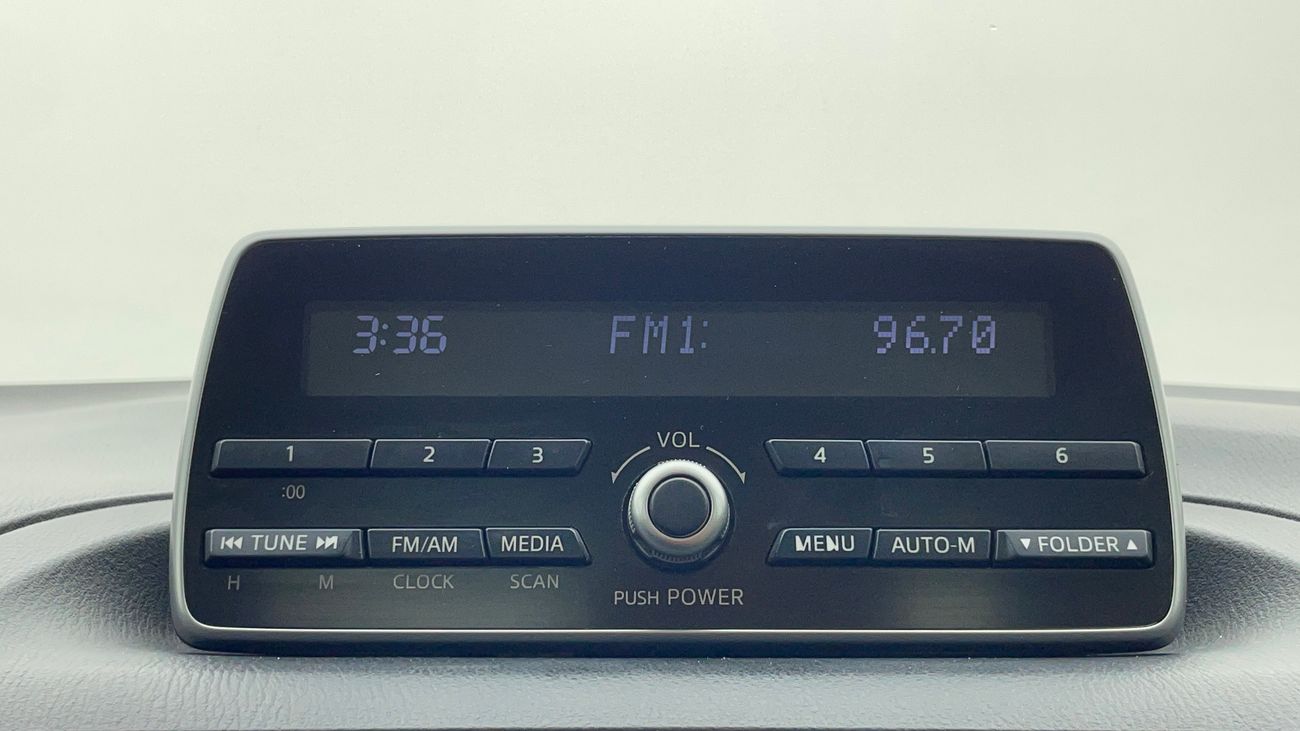 3:36 FM1: 96.70
VOL
1 2 3 4 5 6
:00
TUNE FM/AM MEDIA MENU AUTO-M FOLDER
H M CLOCK SCAN
PUSH POWER